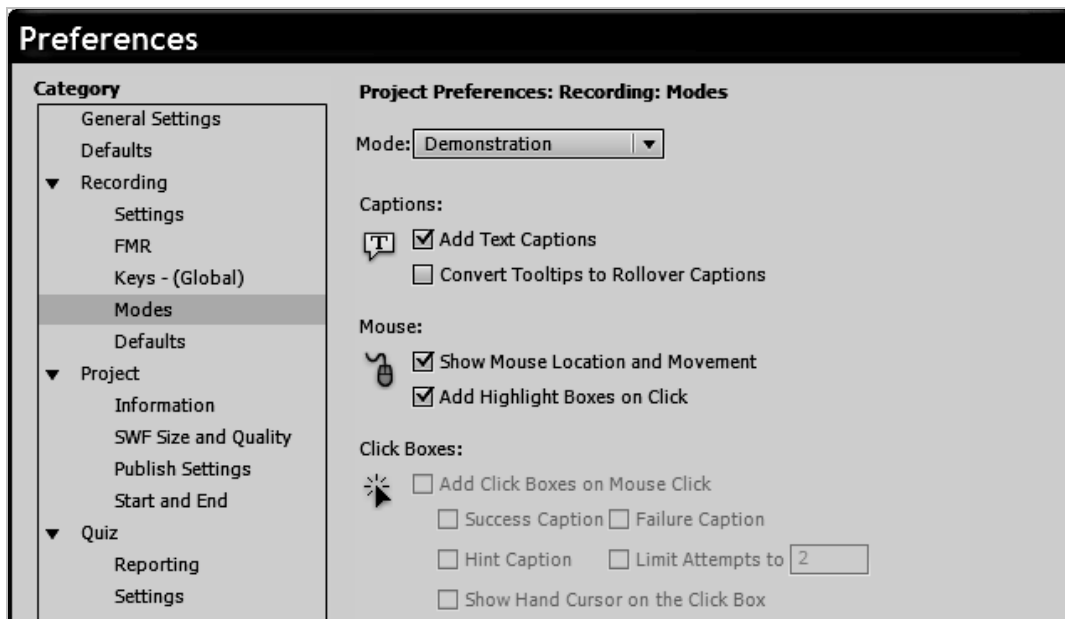 Preferences
Category
General Settings
Defaults
Recording
Settings
FMR
Keys - (Global)
Modes
Defaults
Project
Information
SWF Size and Quality
Publish Settings
Start and End
Quiz
Reporting
Settings
Project Preferences: Recording: Modes
Mode: Demonstration
Captions:
T
Add Text Captions
Convert Tooltips to Rollover Captions
Mouse:
Show Mouse Location and Movement
Add Highlight Boxes on Click
Click Boxes:
Add Click Boxes on Mouse Click
Success Caption Failure Caption
Hint Caption Limit Attempts to 2
Show Hand Cursor on the Click Box